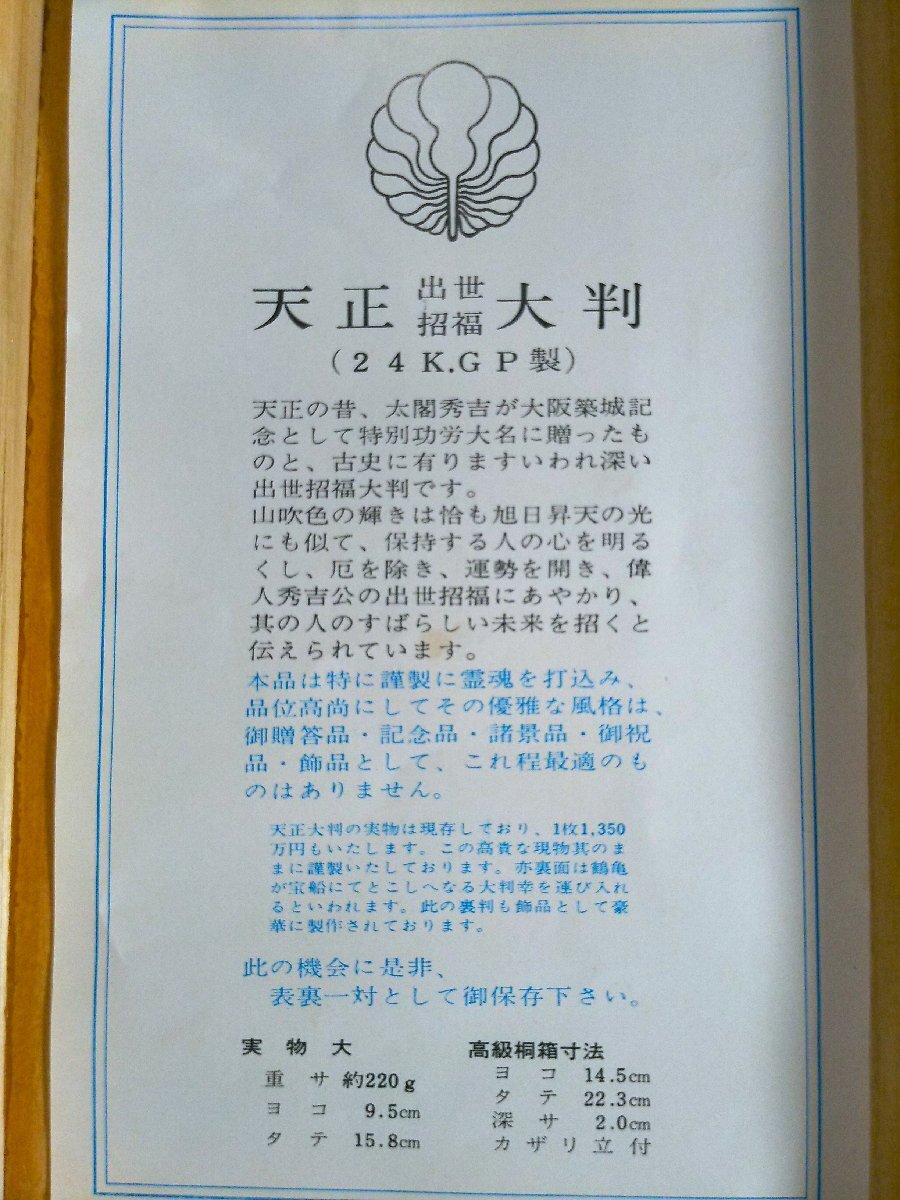 天正出世招福大判
(24K.GP製)
天正の昔、太閤秀吉が大阪築城記
念として特別功労大名に贈ったも
のと、古史に有りますいわれ深い
出世招福大判です。
山吹色の輝きは恰も旭日昇天の光
にも似て、保持する人の心を明る
くし、厄を除き、運勢を開き、偉
人秀吉公の出世招福にあやかり、
其の人のすばらしい未来を招くと
伝えられています。
本品は特に謹製に霊魂を打込み、
品位高尚にしてその優雅な風格は、
御贈答品・記念品・諸景品・御祝
品・飾品として、これ程最適のも
のはありません。
天正大判の実物は現存しており、1枚1,350
万円もいたします。この高貴な現物其のま
まに謹製いたしております。亦裏面は鶴亀
が宝船にてとこしへなる大判幸を運び入れ
るといわれます。此の裏判も飾品として豪
華に製作されております。
此の機会に是非、
表裏一対として御保存下さい。
実物大
重サ 約220g
ヨコ 9.5cm
タテ 15.8cm
高級桐箱寸法
ヨコ 14.5cm
タテ 22.3cm
深サ 2.0cm
カザリ立付